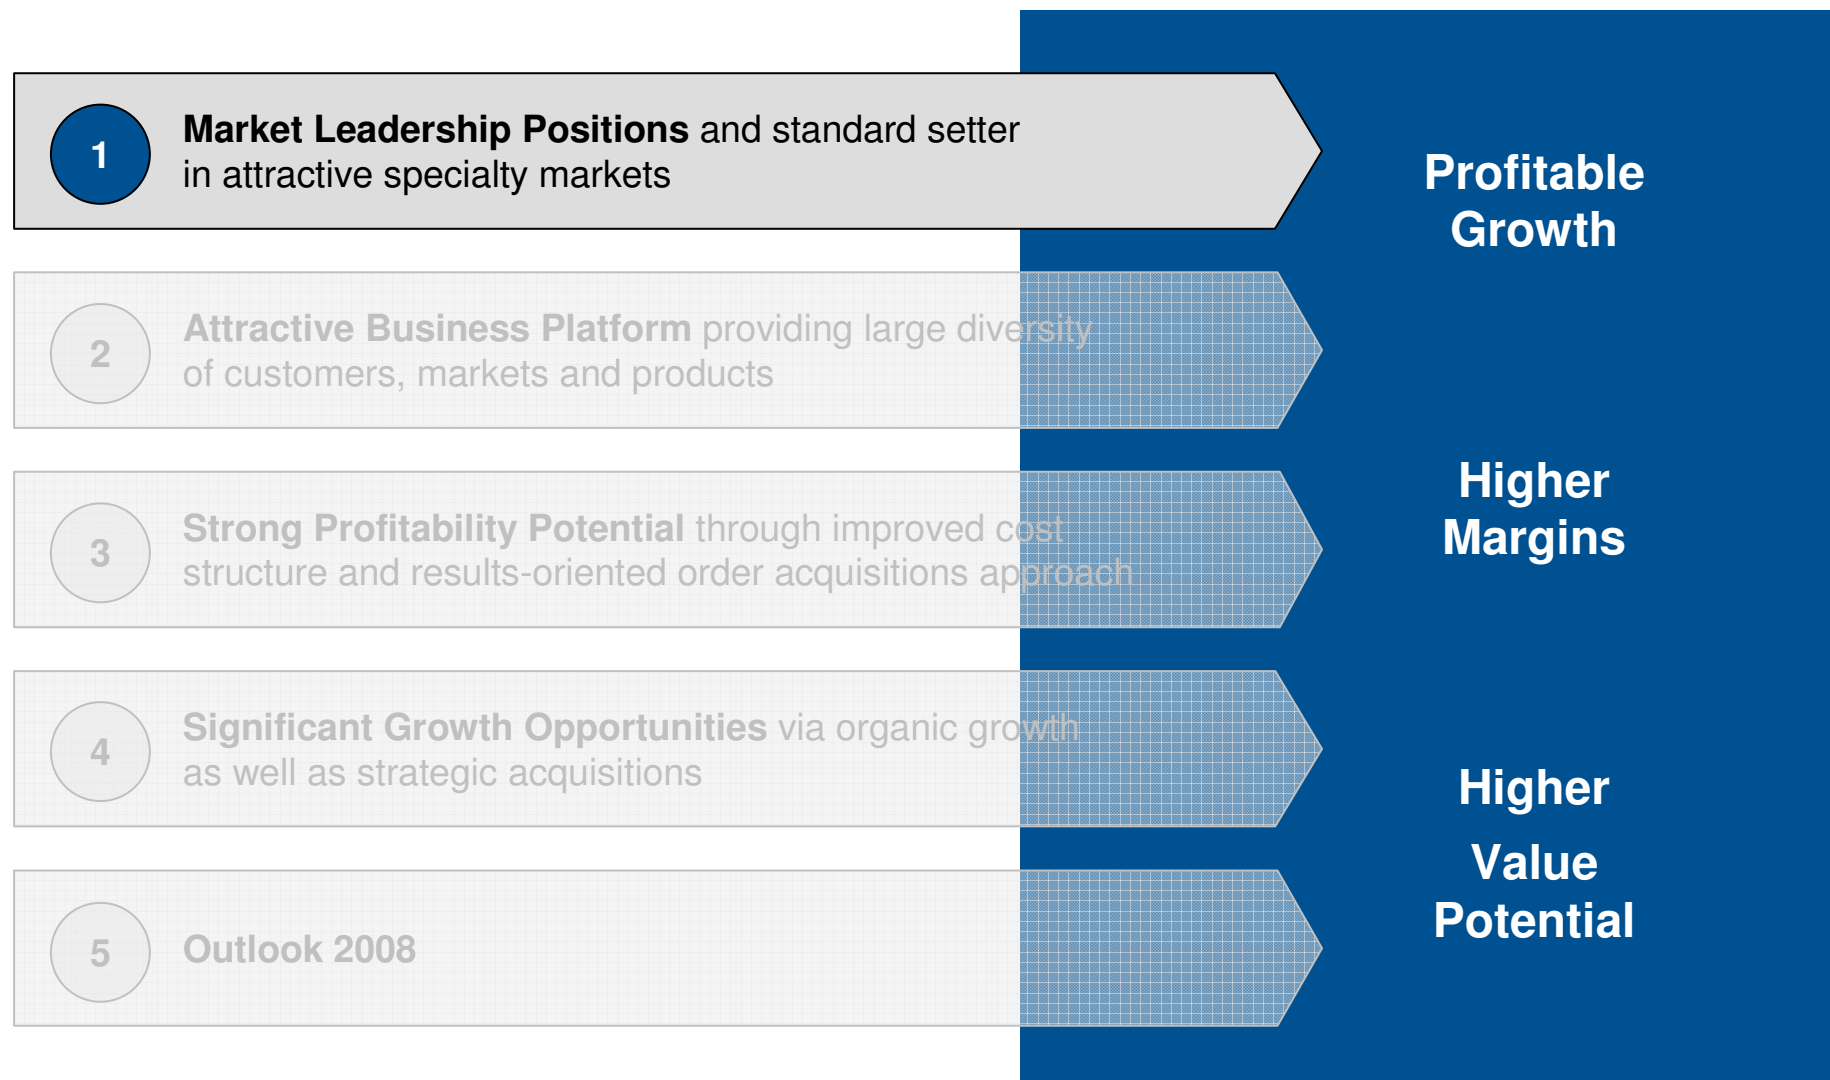 1
Market Leadership Positions and standard setter
in attractive specialty markets
2
Attractive Business Platform providing large diversity
of customers, markets and products
3
Strong Profitability Potential through improved cost
structure and results-oriented order acquisitions approach
4
Significant Growth Opportunities via organic growth
as well as strategic acquisitions
5
Outlook 2008
Profitable
Growth
Higher
Margins
Higher
Value
Potential